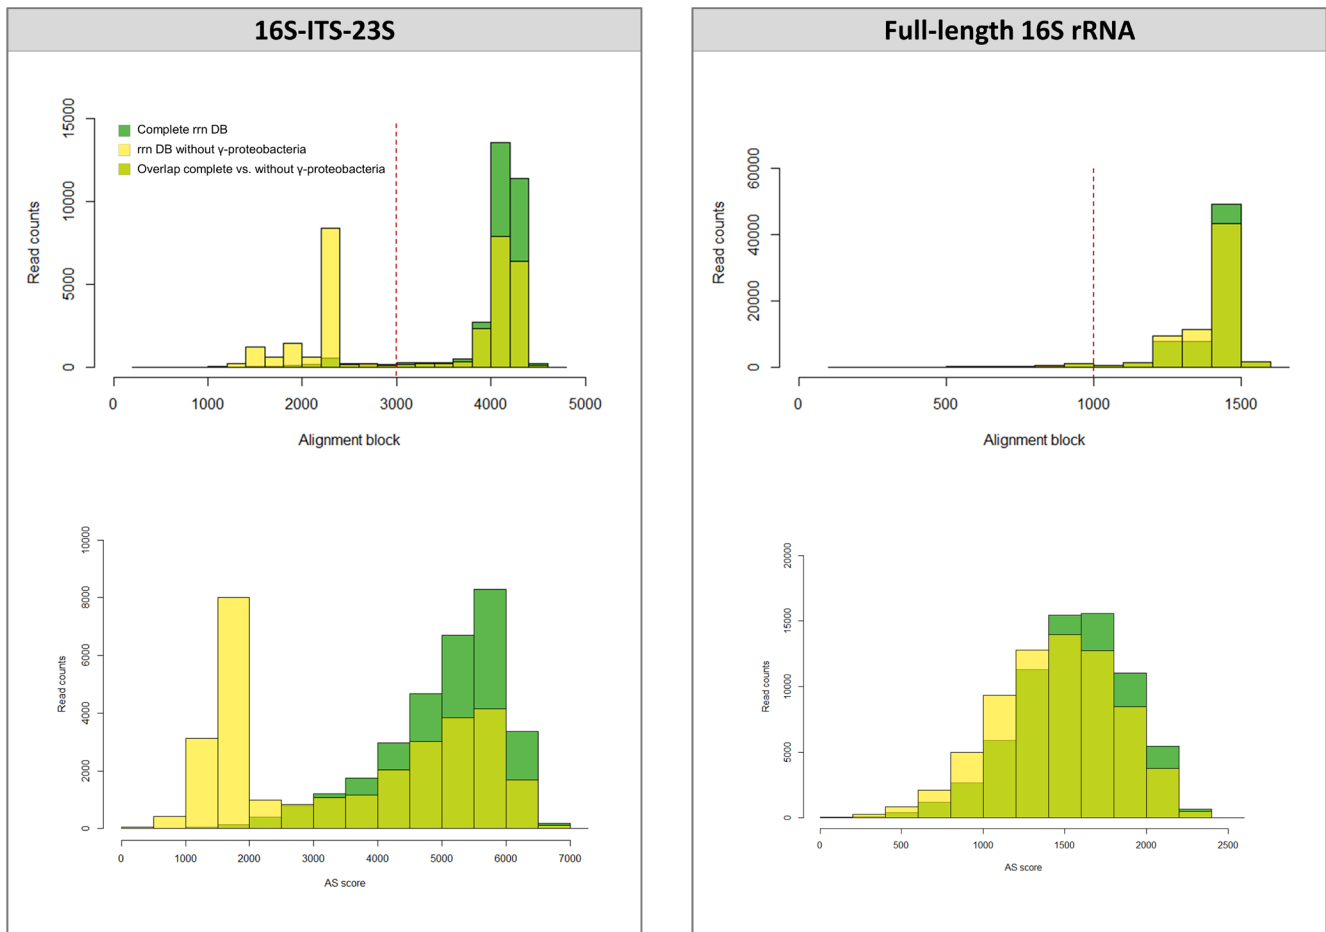 16S-ITS-23S
Complete rrn DB
rrn DB without γ-proteobacteria
Overlap complete vs. without γ-proteobacteria
Read counts
15000
10000
5000
0
0 1000 2000 3000 4000 5000
Alignment block
Read counts
10000
8000
6000
4000
2000
0
0 1000 2000 3000 4000 5000 6000 7000
AS score
Full-length 16S rRNA
Read counts
60000
40000
20000
0
0 500 1000 1500
Alignment block
Read counts
20000
15000
10000
5000
0
0 500 1000 1500 2000 2500
AS score